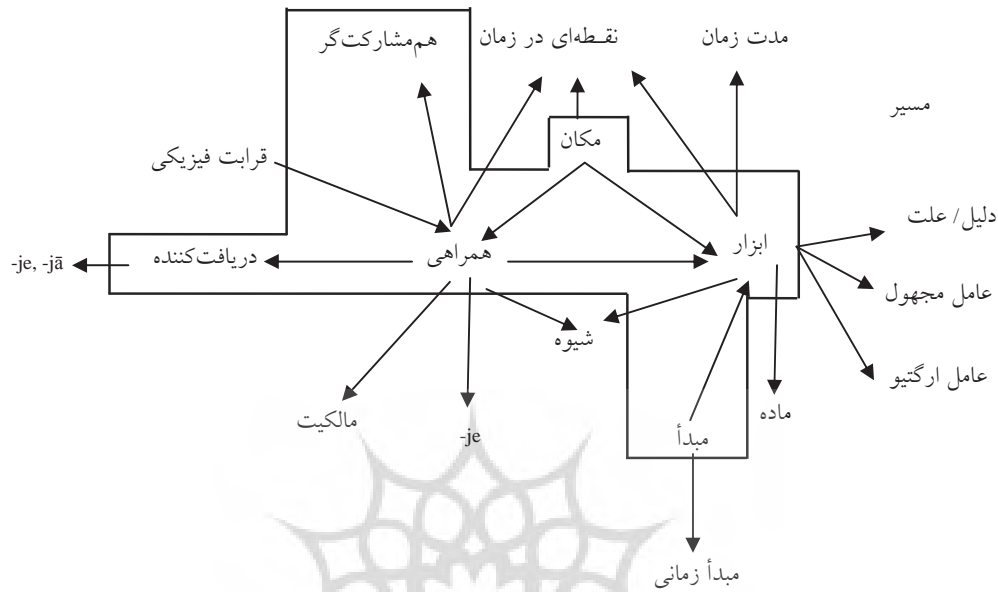 هم‌مشارکت‌گر
نقطه‌ای در زمان
مدت زمان
مسیر
مکان
قرابت فیزیکی
دلیل/ علت
ابزار
همراهی
دریافت‌کننده
-je, -jā
عامل مجهول
شیوه
عامل ارگتیو
ماده
مالکیت
-je
مبدأ
مبدأ زمانی